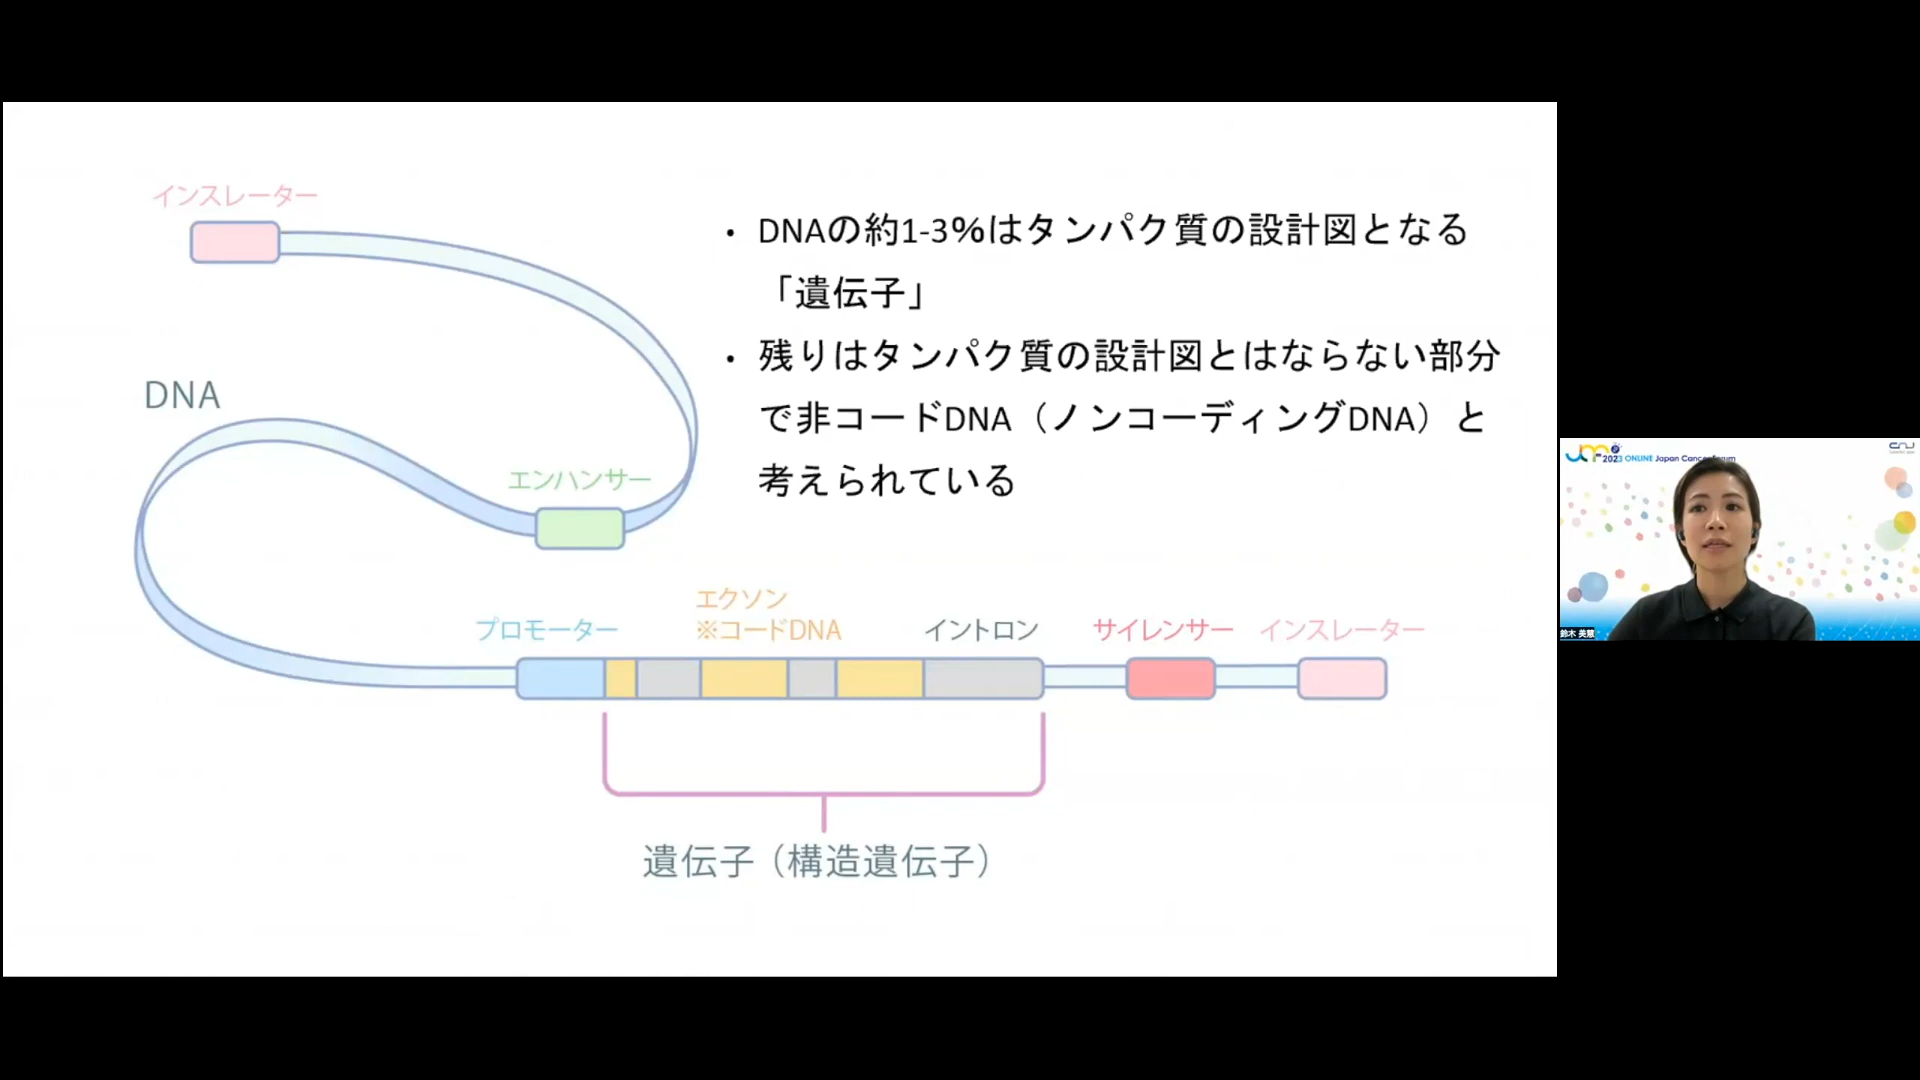 インスレーター
・DNAの約1-3%はタンパク質の設計図となる
「遺伝子」
・残りはタンパク質の設計図とはならない部分
で非コードDNA（ノンコーディングDNA）と
考えられている
DNA
エンハンサー
プロモーター
エクソン
※コードDNA
イントロン
サイレンサー
インスレーター
遺伝子（構造遺伝子）
2023 ONLINE Japan Cancer Forum
鈴木 美慧